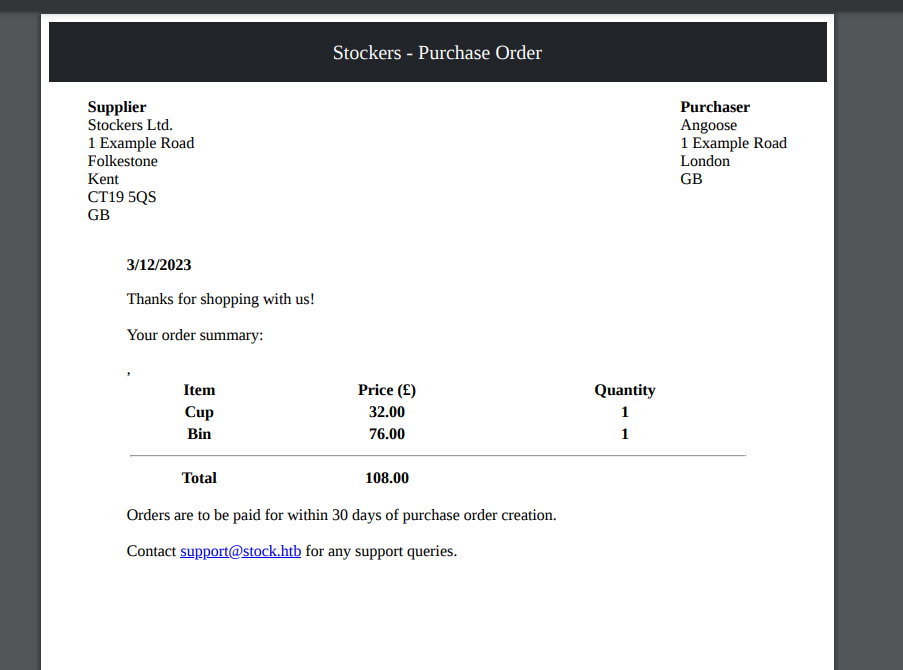 Stockers - Purchase Order
Supplier
Stockers Ltd.
1 Example Road
Folkestone
Kent
CT19 5QS
GB
Purchaser
Angoose
1 Example Road
London
GB
3/12/2023
Thanks for shopping with us!
Your order summary:
,
Item Price (£) Quantity
Cup 32.00 1
Bin 76.00 1
Total 108.00
Orders are to be paid for within 30 days of purchase order creation.
Contact support@stock.htb for any support queries.